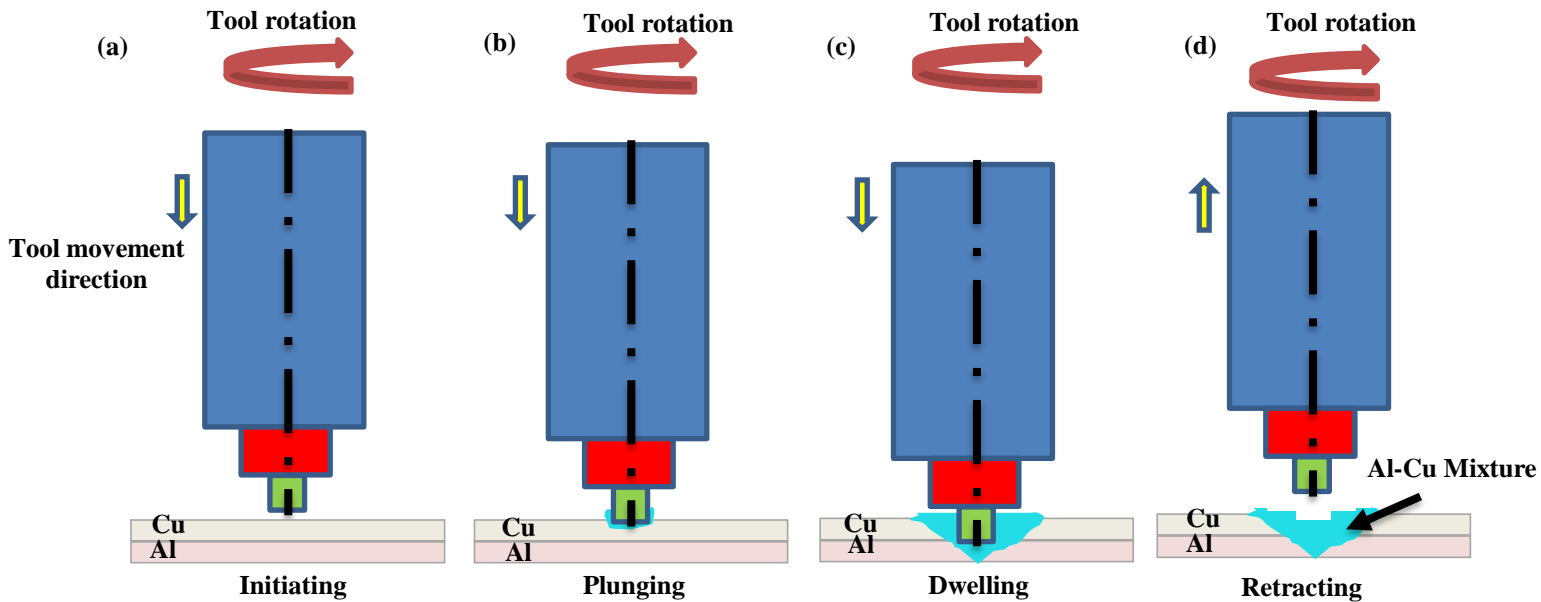 (a)
Tool rotation
Tool movement
direction
Cu
Al
Initiating
(b)
Tool rotation
Cu
Al
Plunging
(c)
Tool rotation
Cu
Al
Dwelling
(d)
Tool rotation
Al-Cu Mixture
Cu
Al
Retracting